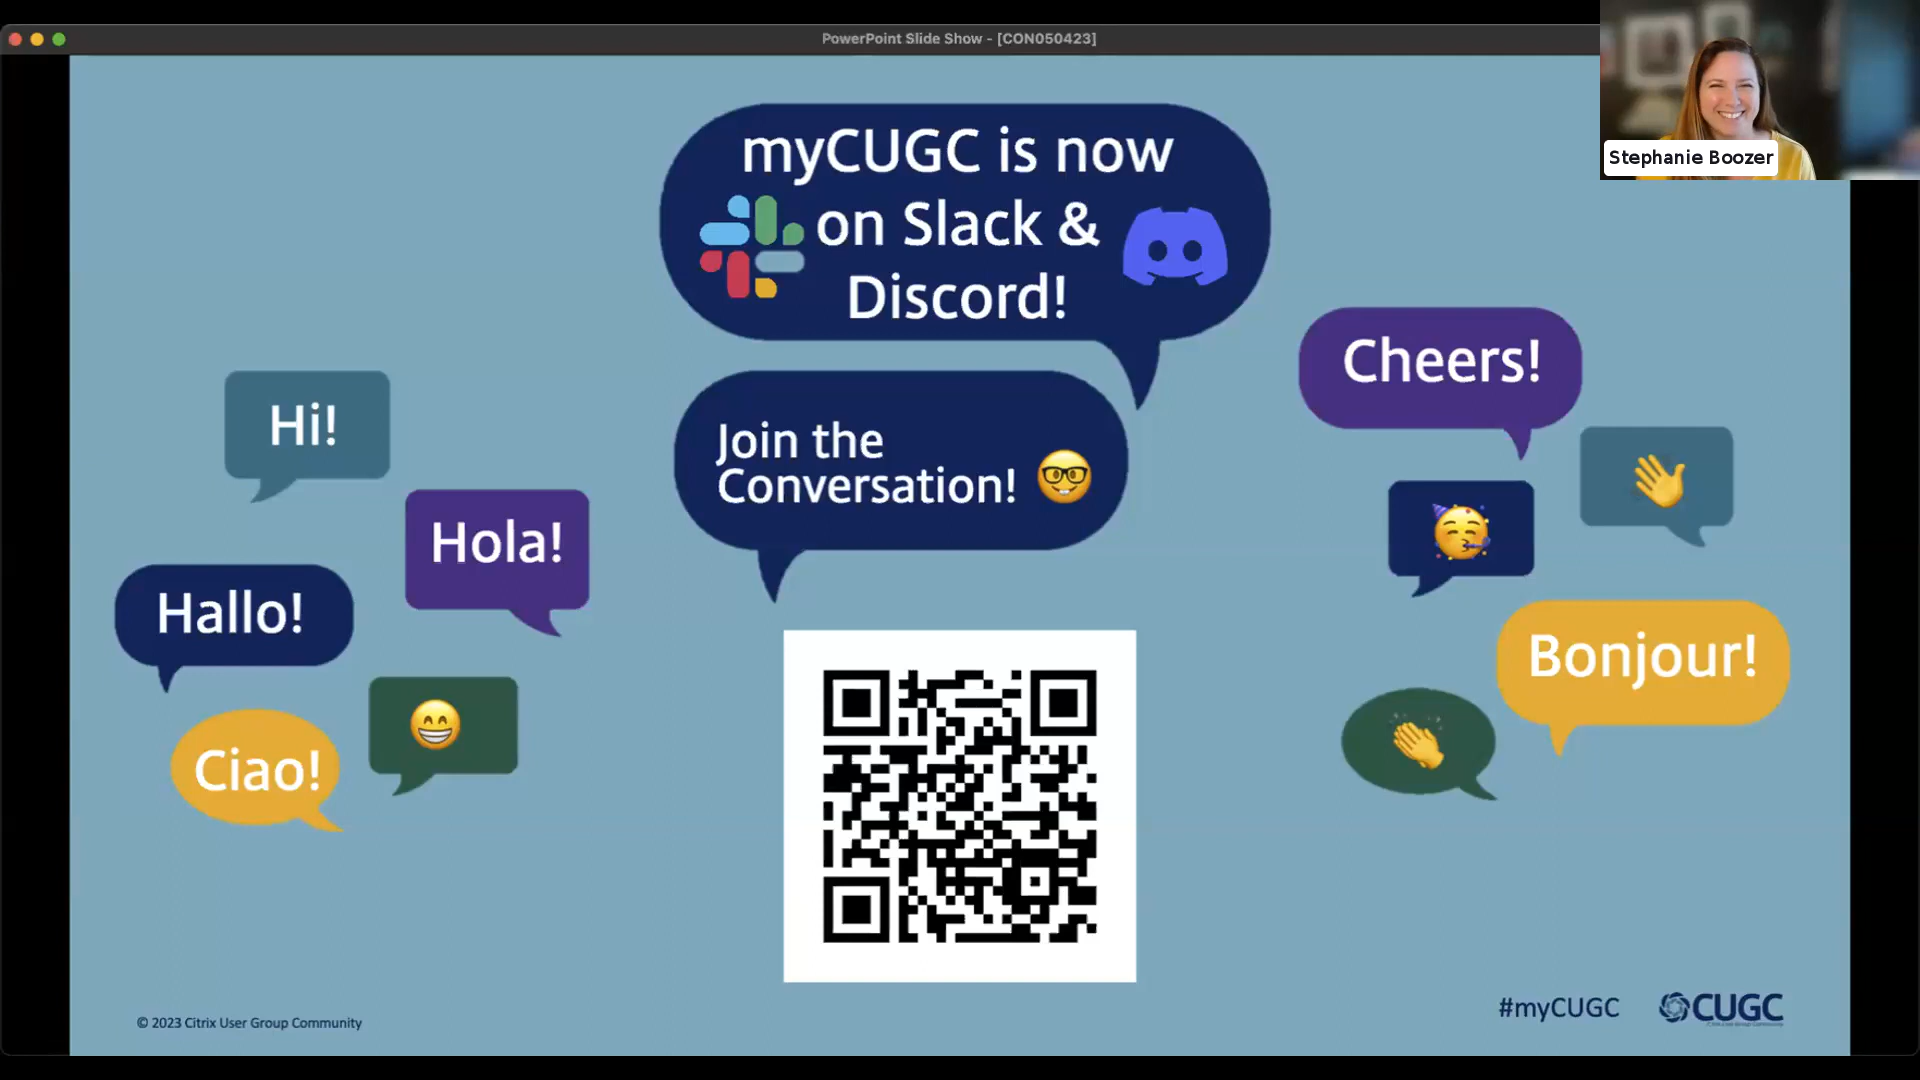 PowerPoint Slide Show - [CON050423]
Stephanie Boozer
myCUGC is now
on Slack &
Discord!
Join the
Conversation!
Hi!
Hola!
Hallo!
Ciao!
Cheers!
Bonjour!
© 2023 Citrix User Group Community
#myCUGC
CUGC